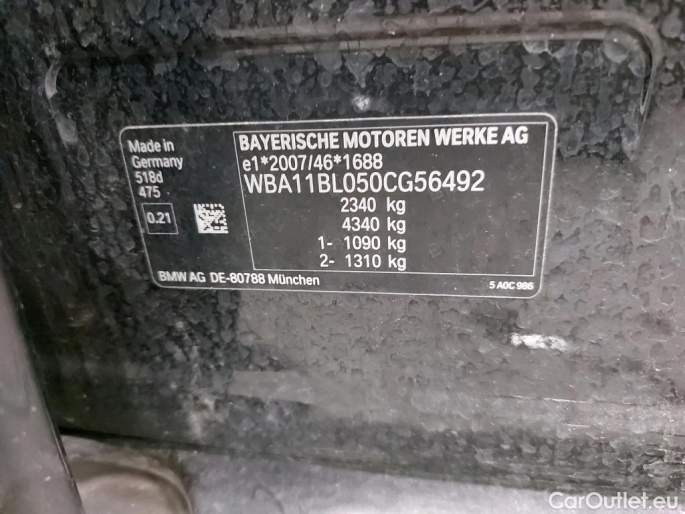 Made in
Germany
518d
475
0.21
BAYERISCHE MOTOREN WERKE AG
e1*2007/46*1688
WBA11BL050CG56492
2340 kg
4340 kg
1- 1090 kg
2- 1310 kg
BMW AG DE-80788 München
5 A0C 986
CarOutlet.eu